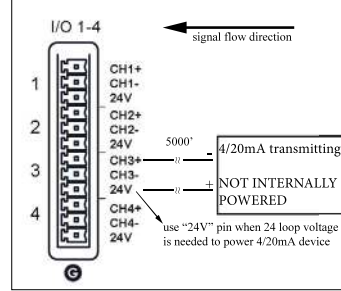 I/O 1-4
signal flow direction
1
CH1+
CH1-
24V
2
CH2+
CH2-
24V
3
CH3+
CH3-
24V
4
CH4+
CH4-
24V
5000'
-
4/20mA transmitting
+
NOT INTERNALLY
POWERED
use "24V" pin when 24 loop voltage
is needed to power 4/20mA device
G